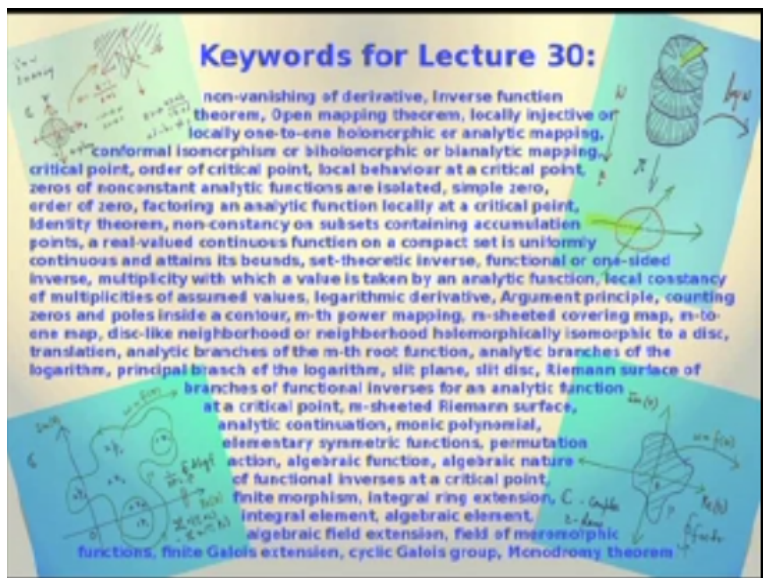 Keywords for Lecture 30:
non-vanishing of derivative, Inverse function
theorem, Open mapping theorem, locally injective or
locally one-to-one holomorphic or analytic mapping,
conformal isomorphism or biholomorphic or bianalytic mapping,
critical point, order of critical point, local behaviour at a critical point,
zeros of nonconstant analytic functions are isolated, simple zero,
order of zero, factoring an analytic function locally at a critical point,
Identity theorem, non-constancy on subsets containing accumulation
points, a real-valued continuous function on a compact set is uniformly
continuous and attains its bounds, set-theoretic inverse, functional or one-sided
inverse, multiplicity with which a value is taken by an analytic function, local constancy
of multiplicities of assumed values, logarithmic derivative, Argument principle, counting
zeros and poles inside a contour, m-th power mapping, m-sheeted covering map, m-to-
one map, disc-like neighborhood or neighborhood holomorphically isomorphic to a disc,
translation, analytic branches of the m-th root function, analytic branches of the
logarithm, principal branch of the logarithm, slit plane, slit disc, Riemann surface of
branches of functional inverses for an analytic function
at a critical point, m-sheeted Riemann surface,
analytic continuation, monic polynomial,
elementary symmetric functions, permutation
action, algebraic function, algebraic nature
of functional inverses at a critical point,
finite morphism, integral ring extension,
integral element, algebraic element,
algebraic field extension, field of meromorphic
functions, finite Galois extension, cyclic Galois group, Monodromy theorem
log w